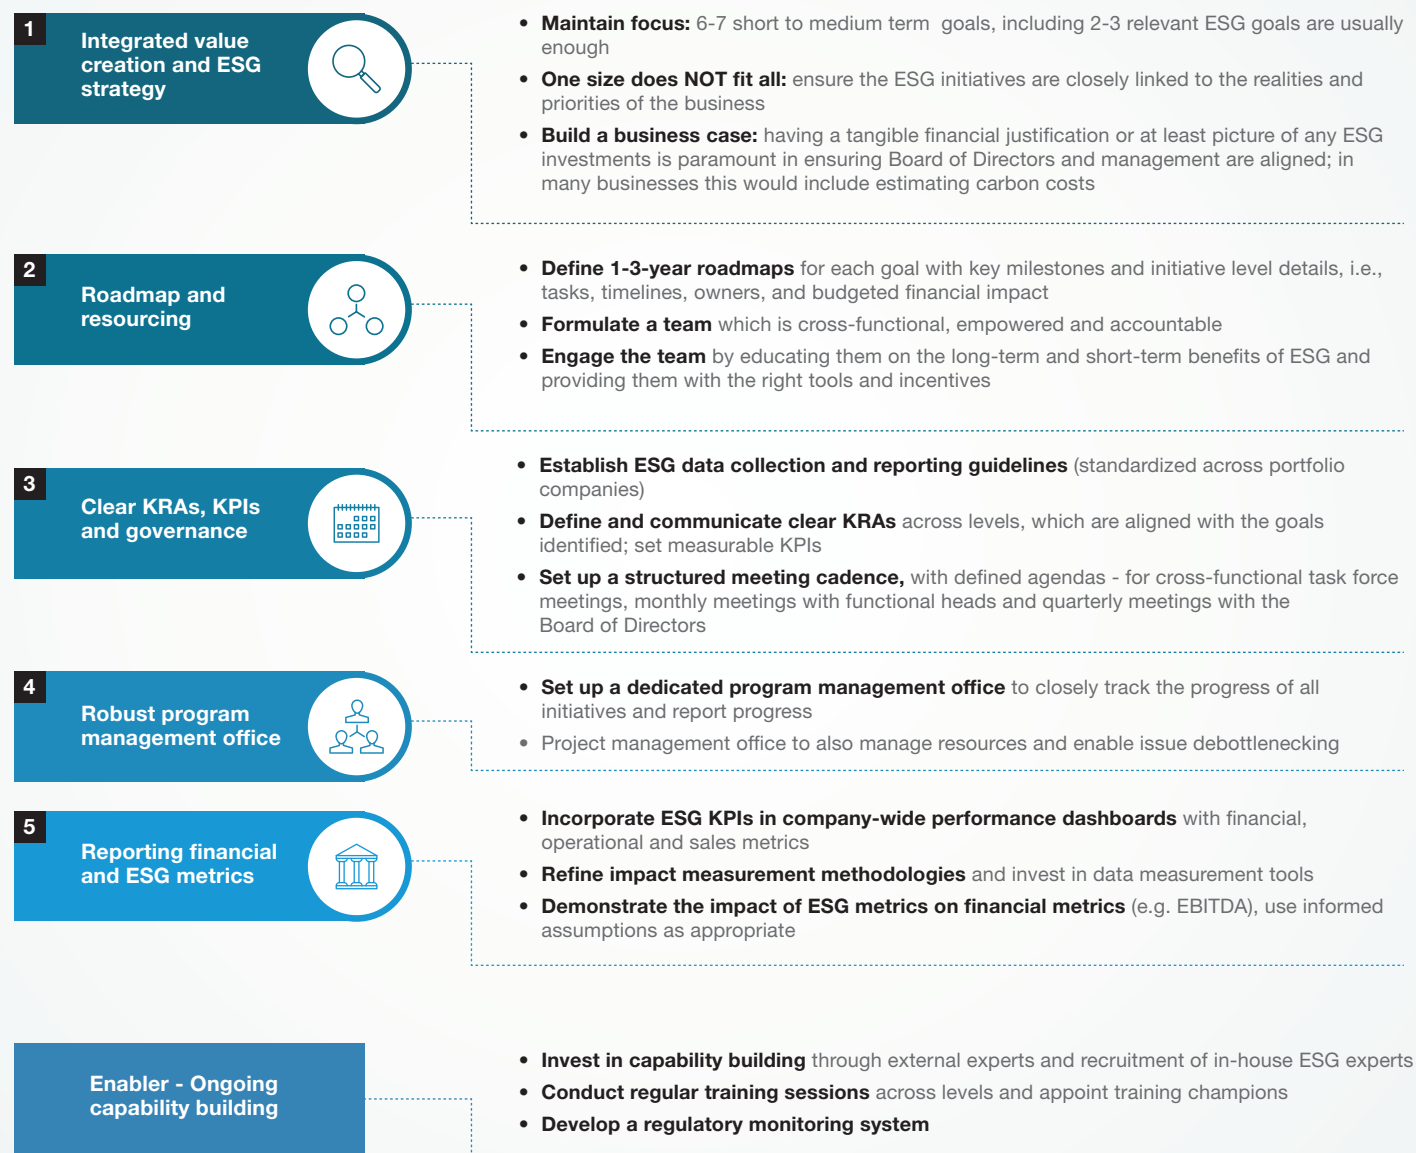 1
Integrated value
creation and ESG
strategy
• Maintain focus: 6-7 short to medium term  goals, including 2-3 relevant ESG goals are usually
enough
• One size does NOT fit all: ensure the ESG initiatives are closely linked to the realities and
priorities of the business
• Build a business case: having a tangible financial justification or at least picture of any ESG
investments is paramount in ensuring Board of Directors and management are aligned; in
many businesses this would include estimating carbon costs
2
Roadmap and
resourcing
• Define 1-3-year roadmaps for each goal with key milestones and initiative level details, i.e.,
tasks, timelines, owners, and budgeted financial impact
• Formulate a team which is cross-functional, empowered and accountable
• Engage the team by educating them on the long-term and short-term benefits of ESG and
providing them with the right tools and incentives
3
Clear KRAs, KPIs
and governance
• Establish ESG data collection and reporting guidelines (standardized across portfolio
companies)
• Define and communicate clear KRAs across levels, which are aligned with the goals
identified; set measurable KPIs
• Set up a structured meeting cadence, with defined agendas - for cross-functional task force
meetings, monthly meetings with functional heads and quarterly meetings with the
Board of Directors
4
Robust program
management office
• Set up a dedicated program management office to closely track the progress of all
initiatives and report progress
• Project management office to also manage resources and enable issue debottlenecking
5
Reporting financial
and ESG metrics
• Incorporate ESG KPIs in company-wide performance dashboards with financial,
operational and sales metrics
• Refine impact measurement methodologies and invest in data measurement tools
• Demonstrate the impact of ESG metrics on financial metrics (e.g. EBITDA), use informed
assumptions as appropriate
Enabler - Ongoing
capability building
• Invest in capability building through external experts and recruitment of in-house ESG experts
• Conduct regular training sessions across levels and appoint training champions
• Develop a regulatory monitoring system